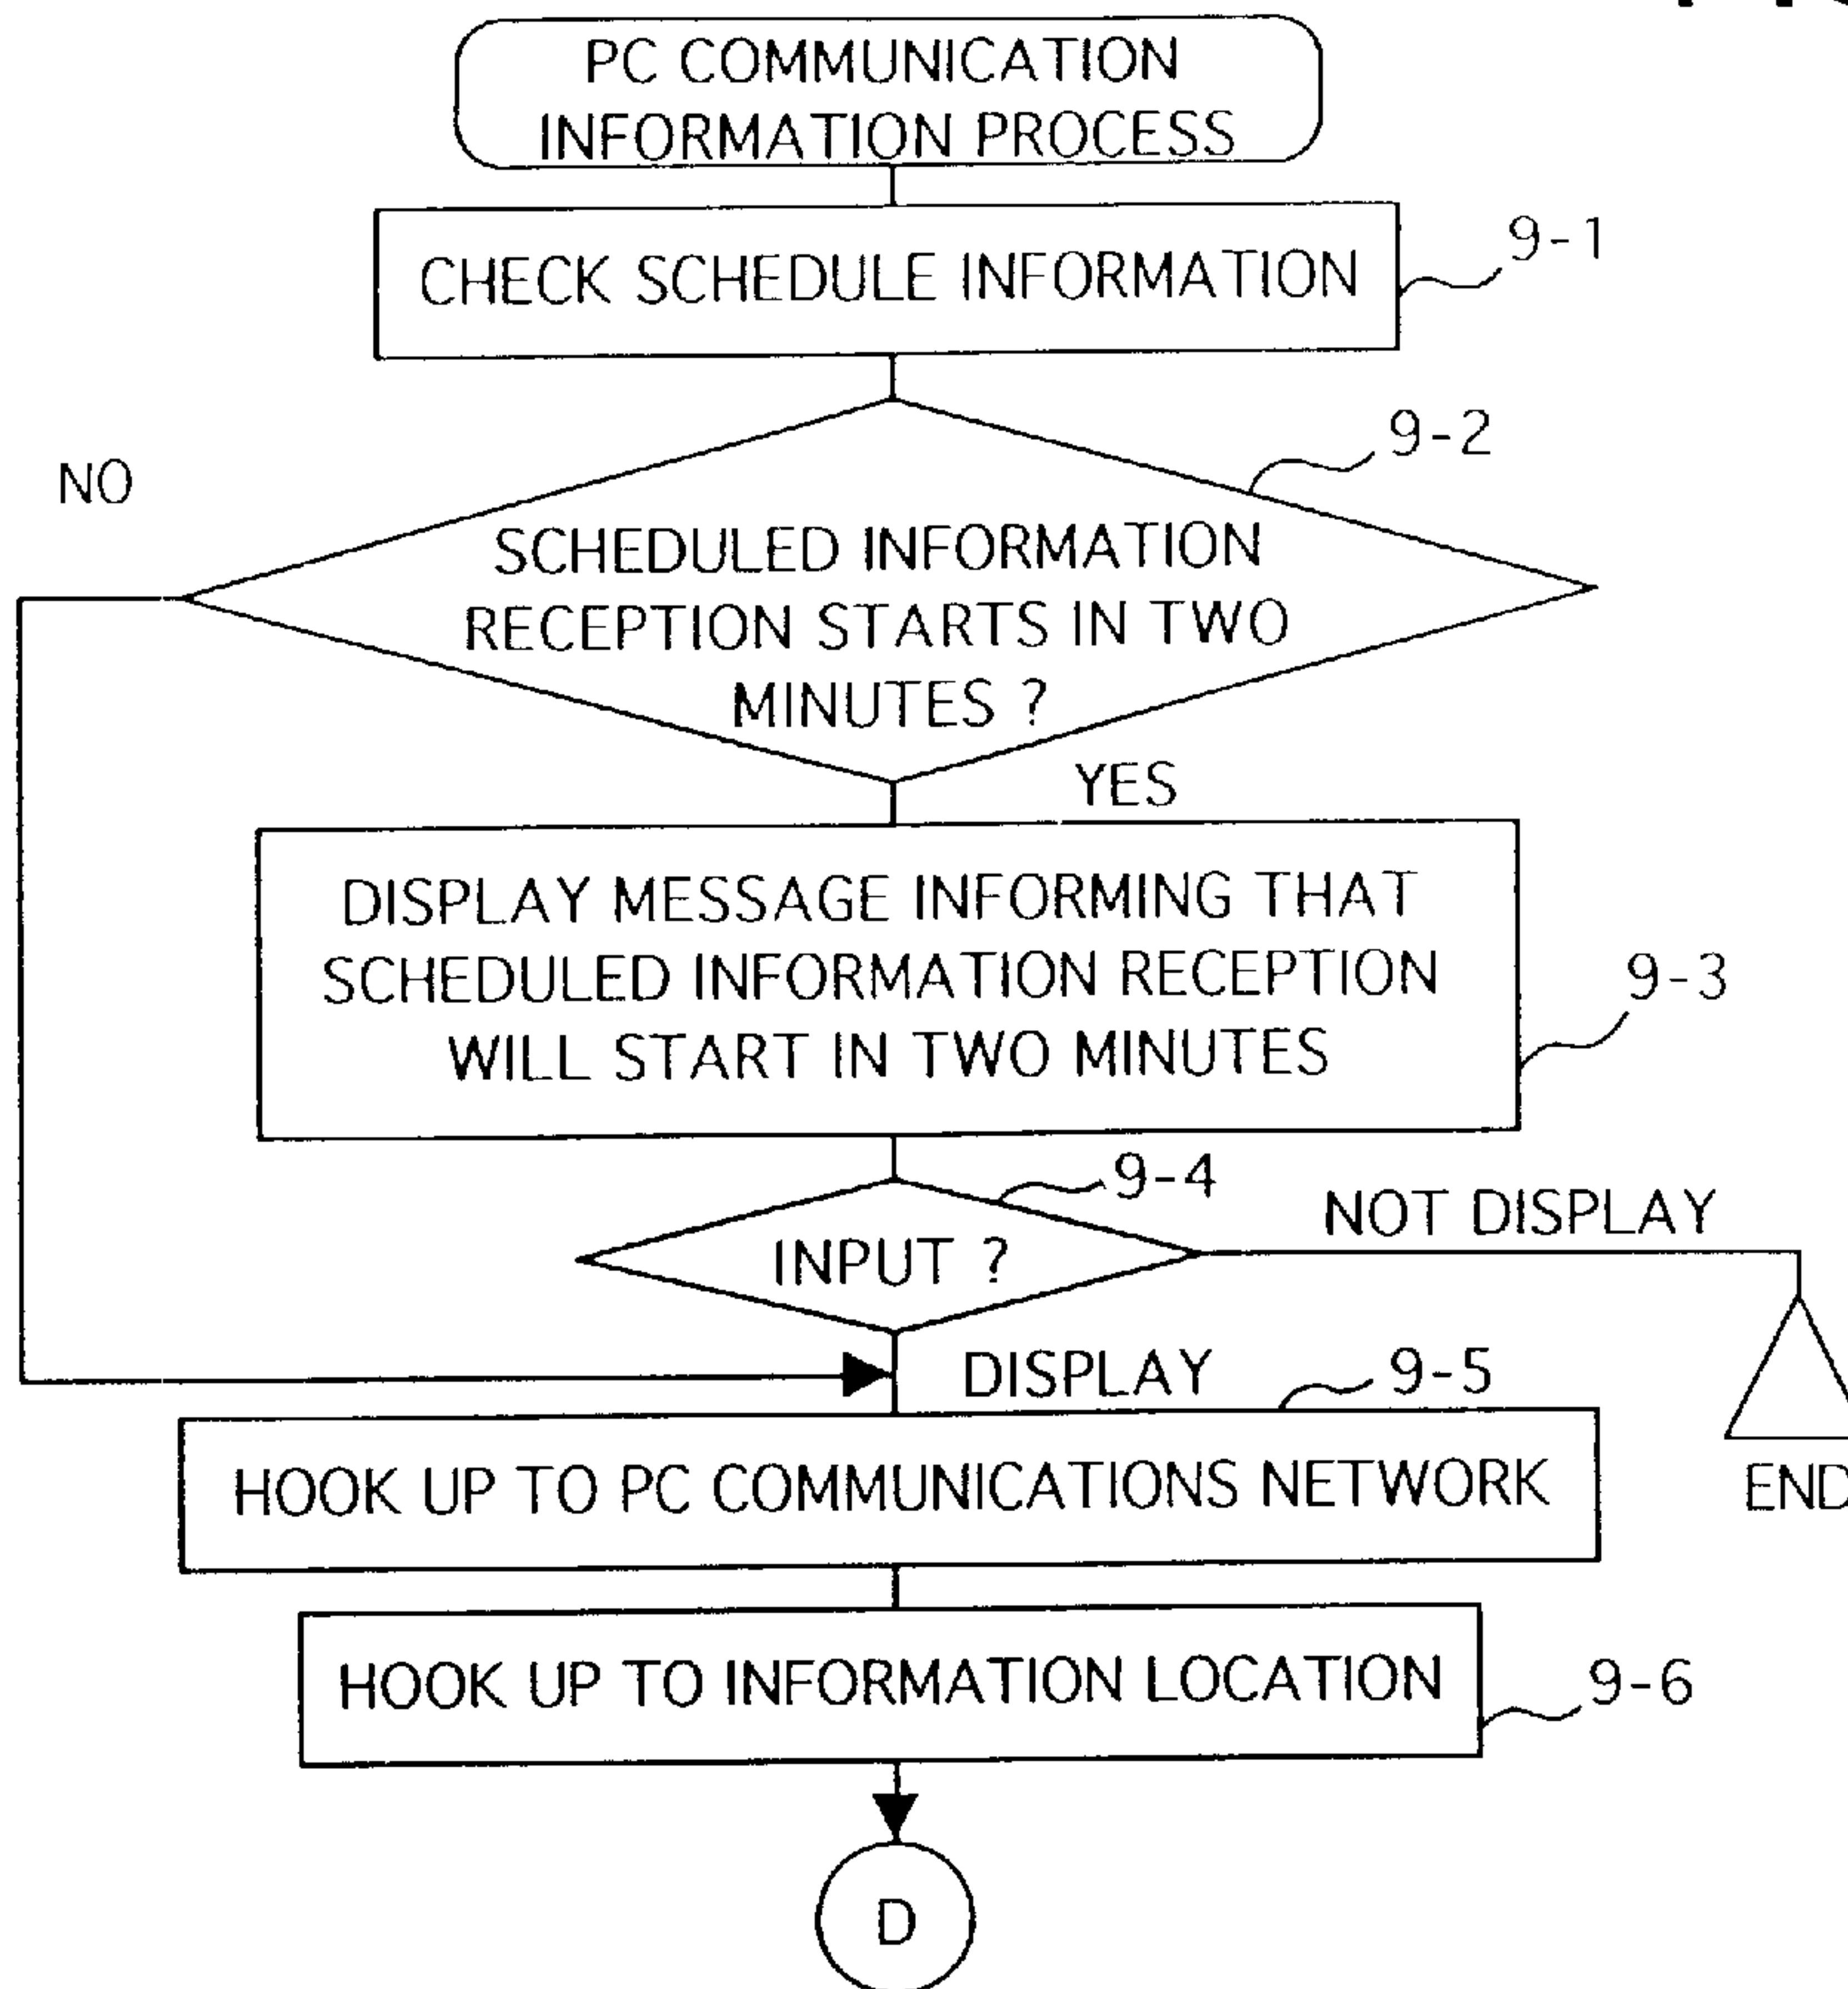 PC COMMUNICATION
INFORMATION PROCESS
CHECK SCHEDULE INFORMATION
9-1
9-2
NO
SCHEDULED INFORMATION
RECEPTION STARTS IN TWO
MINUTES ?
YES
DISPLAY MESSAGE INFORMING THAT
SCHEDULED INFORMATION RECEPTION
WILL START IN TWO MINUTES
9-3
9-4
NOT DISPLAY
INPUT ?
DISPLAY
9-5
HOOK UP TO PC COMMUNICATIONS NETWORK
END
HOOK UP TO INFORMATION LOCATION
9-6
D